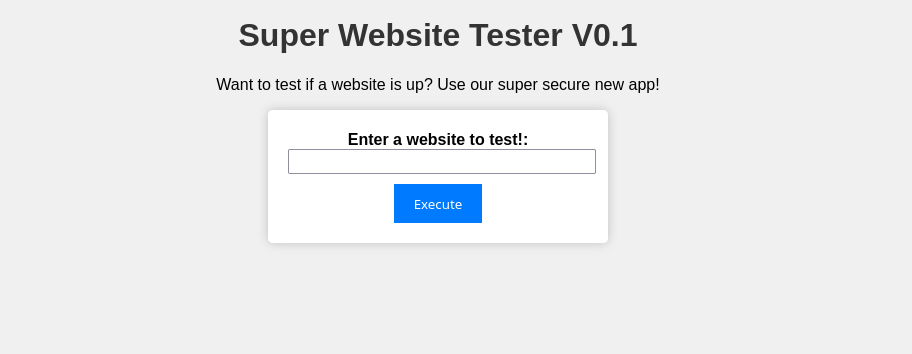 Super Website Tester V0.1
Want to test if a website is up? Use our super secure new app!
Enter a website to test!:
Execute